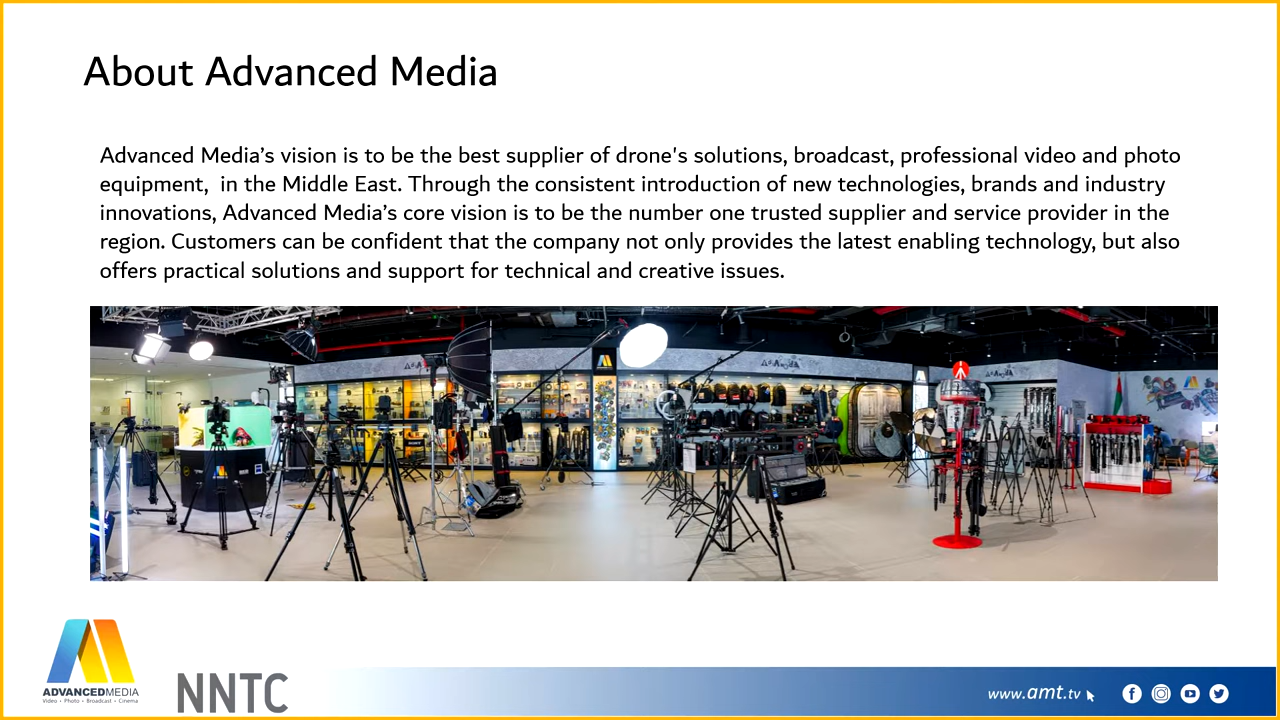 About Advanced Media
Advanced Media’s vision is to be the best supplier of drone's solutions, broadcast, professional video and photo
equipment,  in the Middle East. Through the consistent introduction of new technologies, brands and industry
innovations, Advanced Media’s core vision is to be the number one trusted supplier and service provider in the
region. Customers can be confident that the company not only provides the latest enabling technology, but also
offers practical solutions and support for technical and creative issues.
ADVANCEDMEDIA
Video • Photo • Broadcast • Cinema
NNTC
www.amt.tv